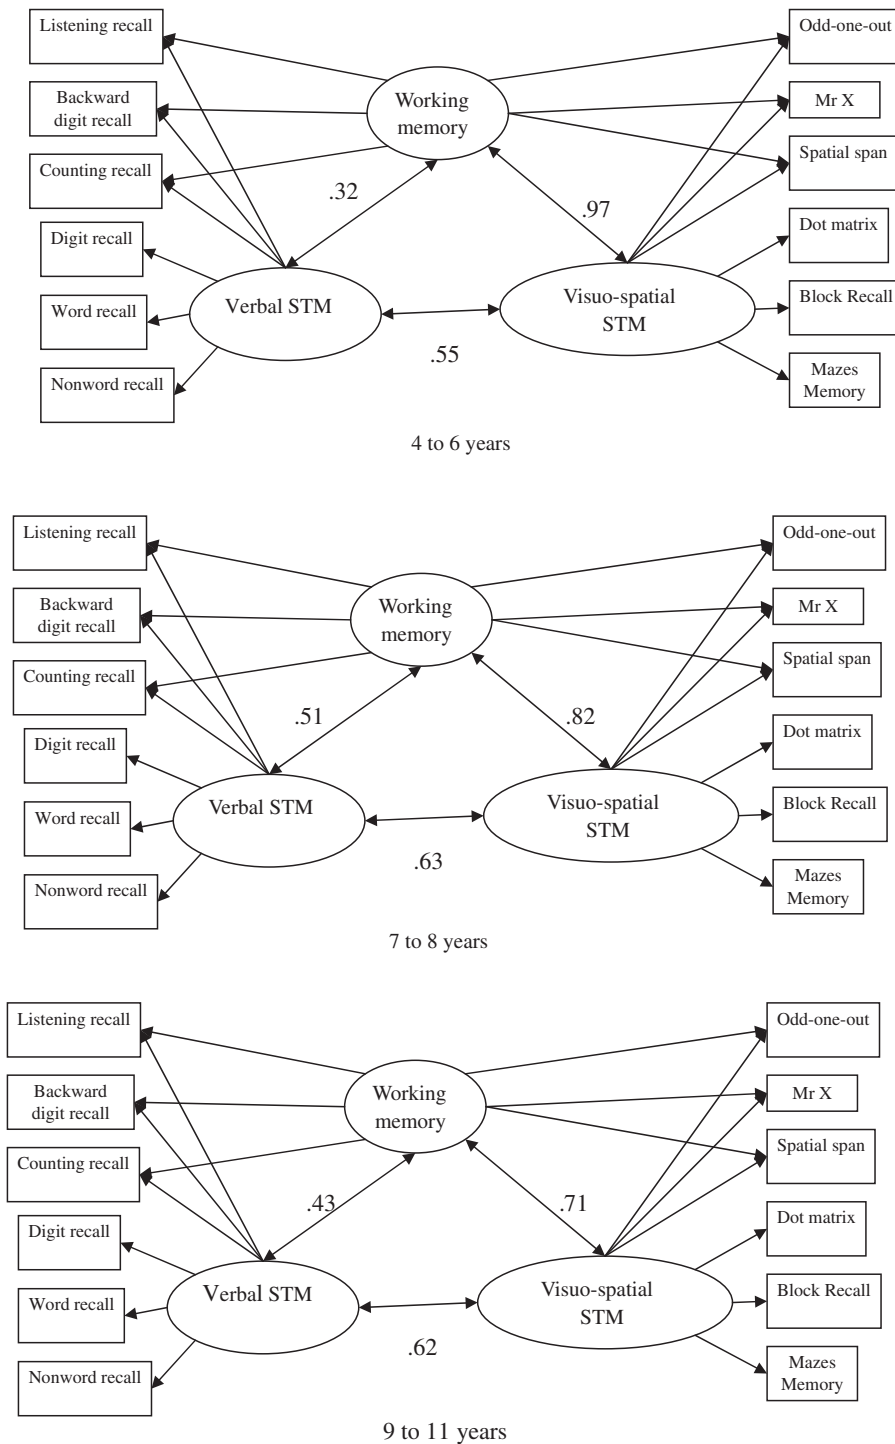 Listening recall
Odd-one-out
Working
memory
Backward
digit recall
Mr X
Counting recall
Spatial span
.32
.97
Digit recall
Dot matrix
Verbal STM
Visuo-spatial
STM
Word recall
Block Recall
.55
Nonword recall
Mazes
Memory
4 to 6 years
Listening recall
Odd-one-out
Working
memory
Backward
digit recall
Mr X
Counting recall
Spatial span
.51
.82
Digit recall
Dot matrix
Verbal STM
Visuo-spatial
STM
Word recall
Block Recall
.63
Nonword recall
Mazes
Memory
7 to 8 years
Listening recall
Odd-one-out
Working
memory
Backward
digit recall
Mr X
Counting recall
Spatial span
.43
.71
Digit recall
Dot matrix
Verbal STM
Visuo-spatial
STM
Word recall
Block Recall
.62
Nonword recall
Mazes
Memory
9 to 11 years